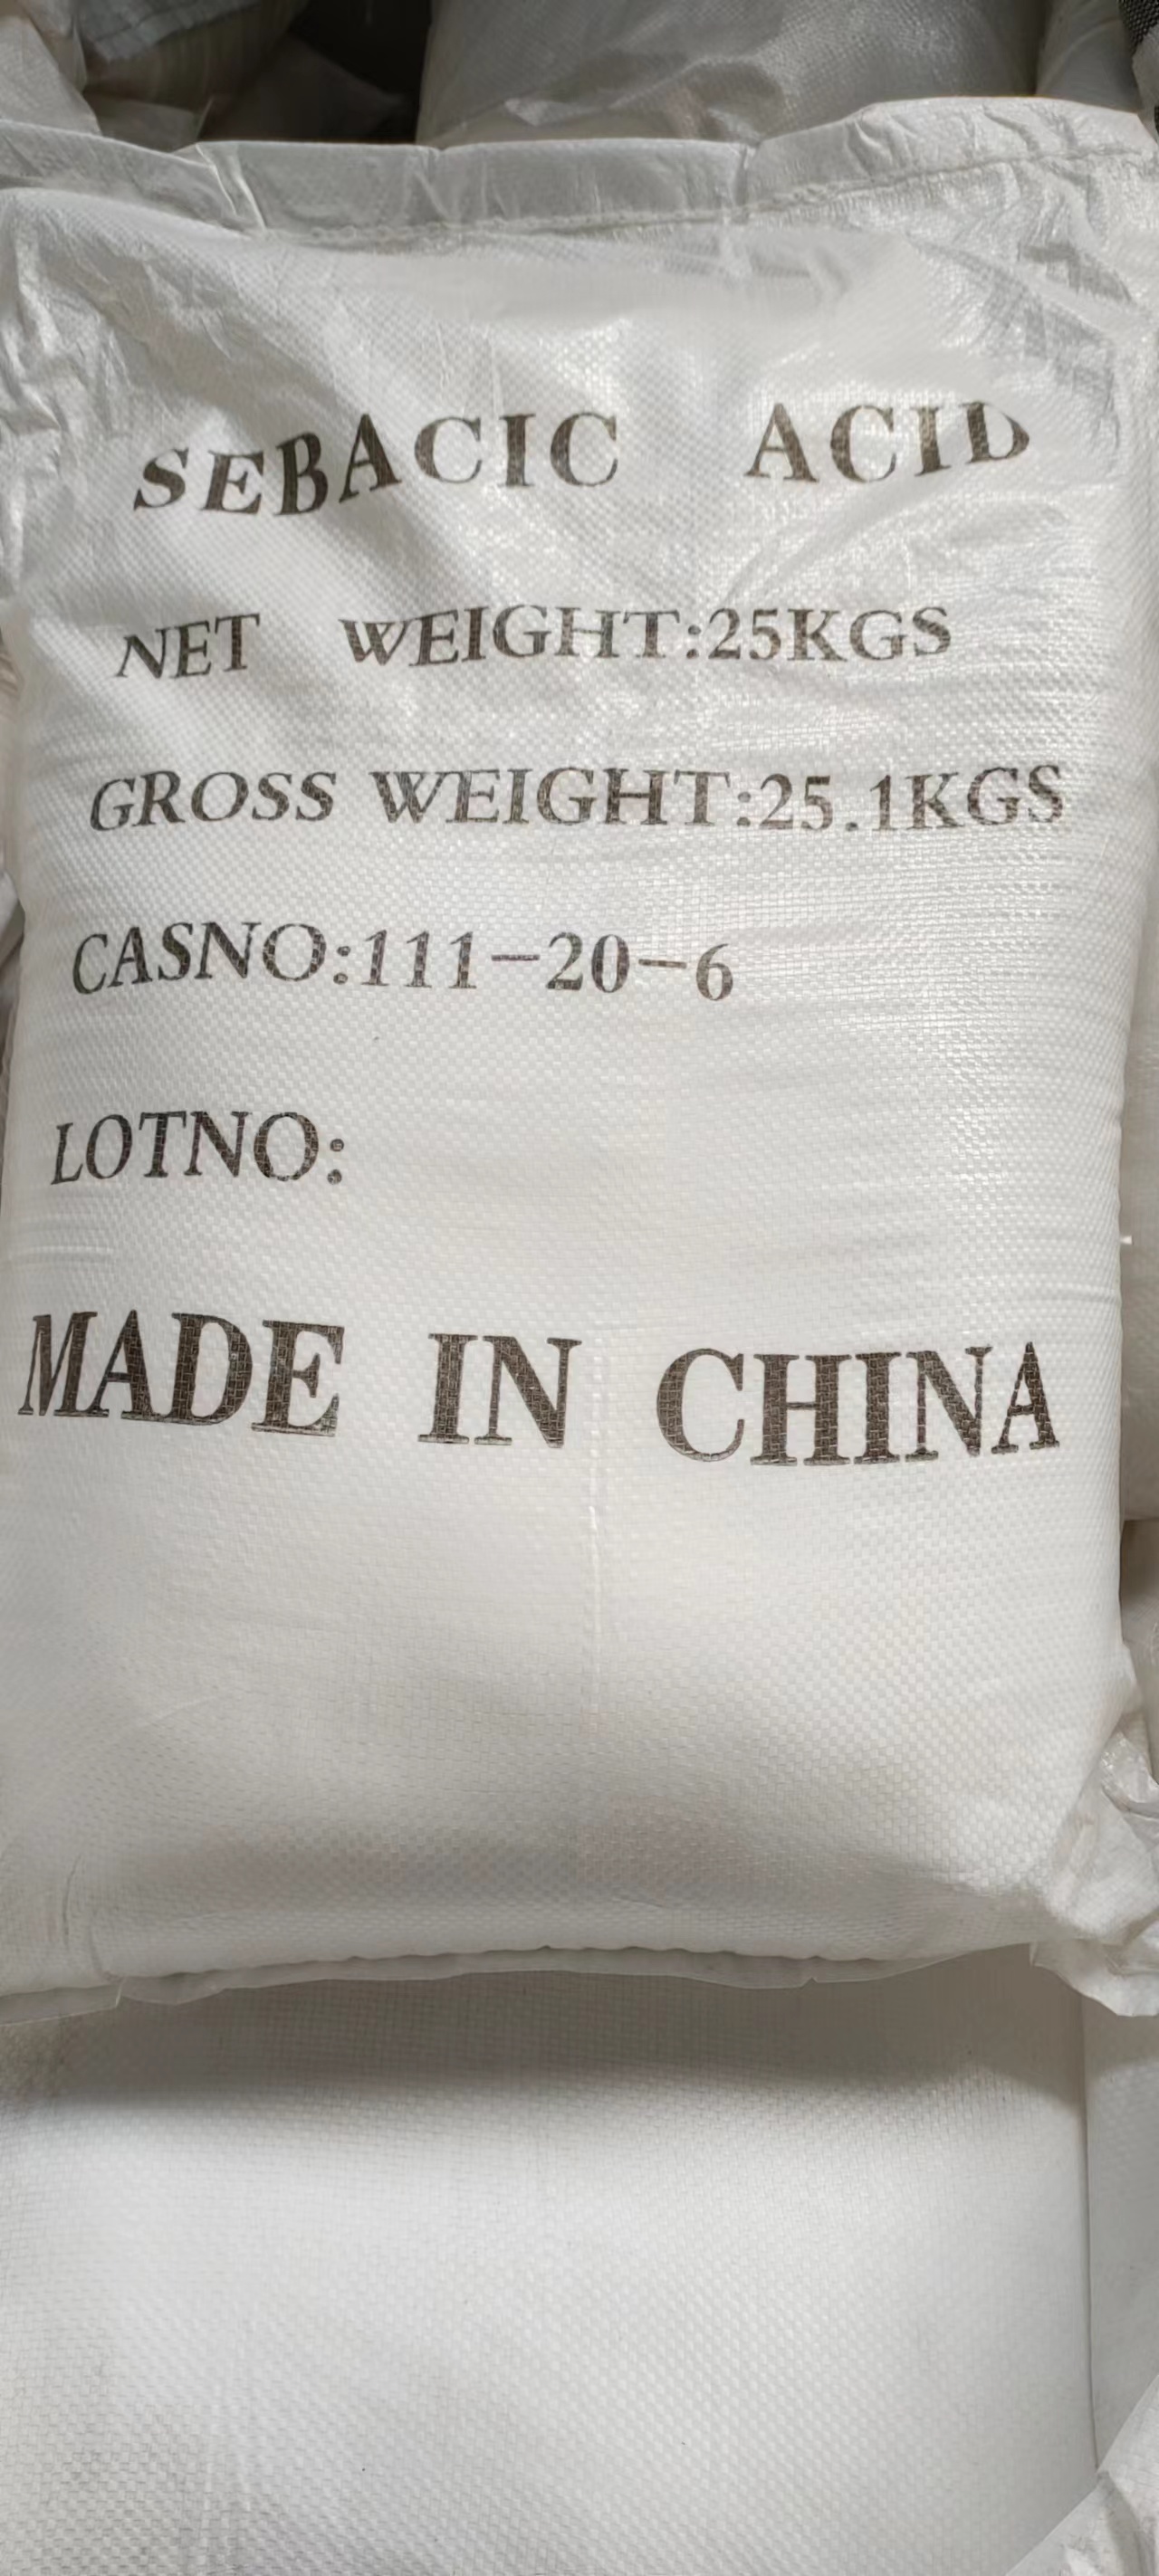 SEBACIC ACID
NET WEIGHT:25KGS
GROSS WEIGHT:25.1KGS
CASNO:111-20-6
LOTNO:
MADE IN CHINA